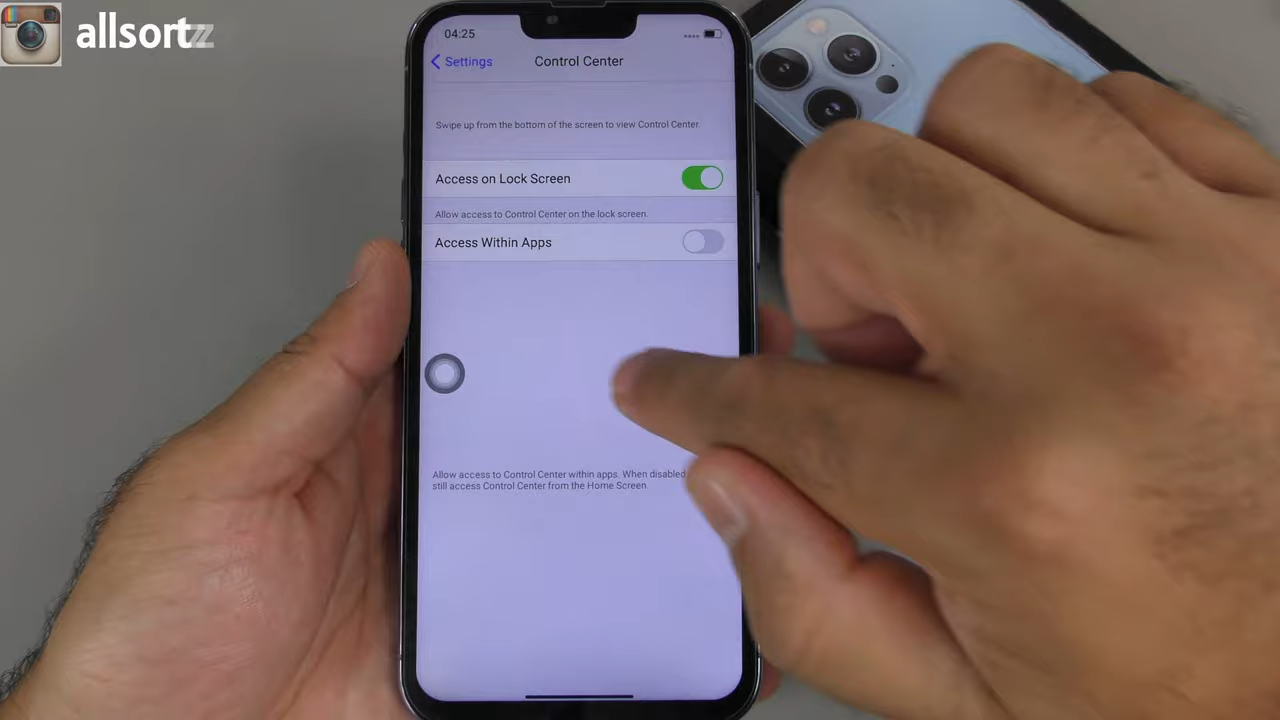 allsortz
04:25
Settings
Control Center
Swipe up from the bottom of the screen to view Control Center.
Access on Lock Screen
Allow access to Control Center on the lock screen.
Access Within Apps
Allow access to Control Center within apps. When disabled
still access Control Center from the Home Screen.